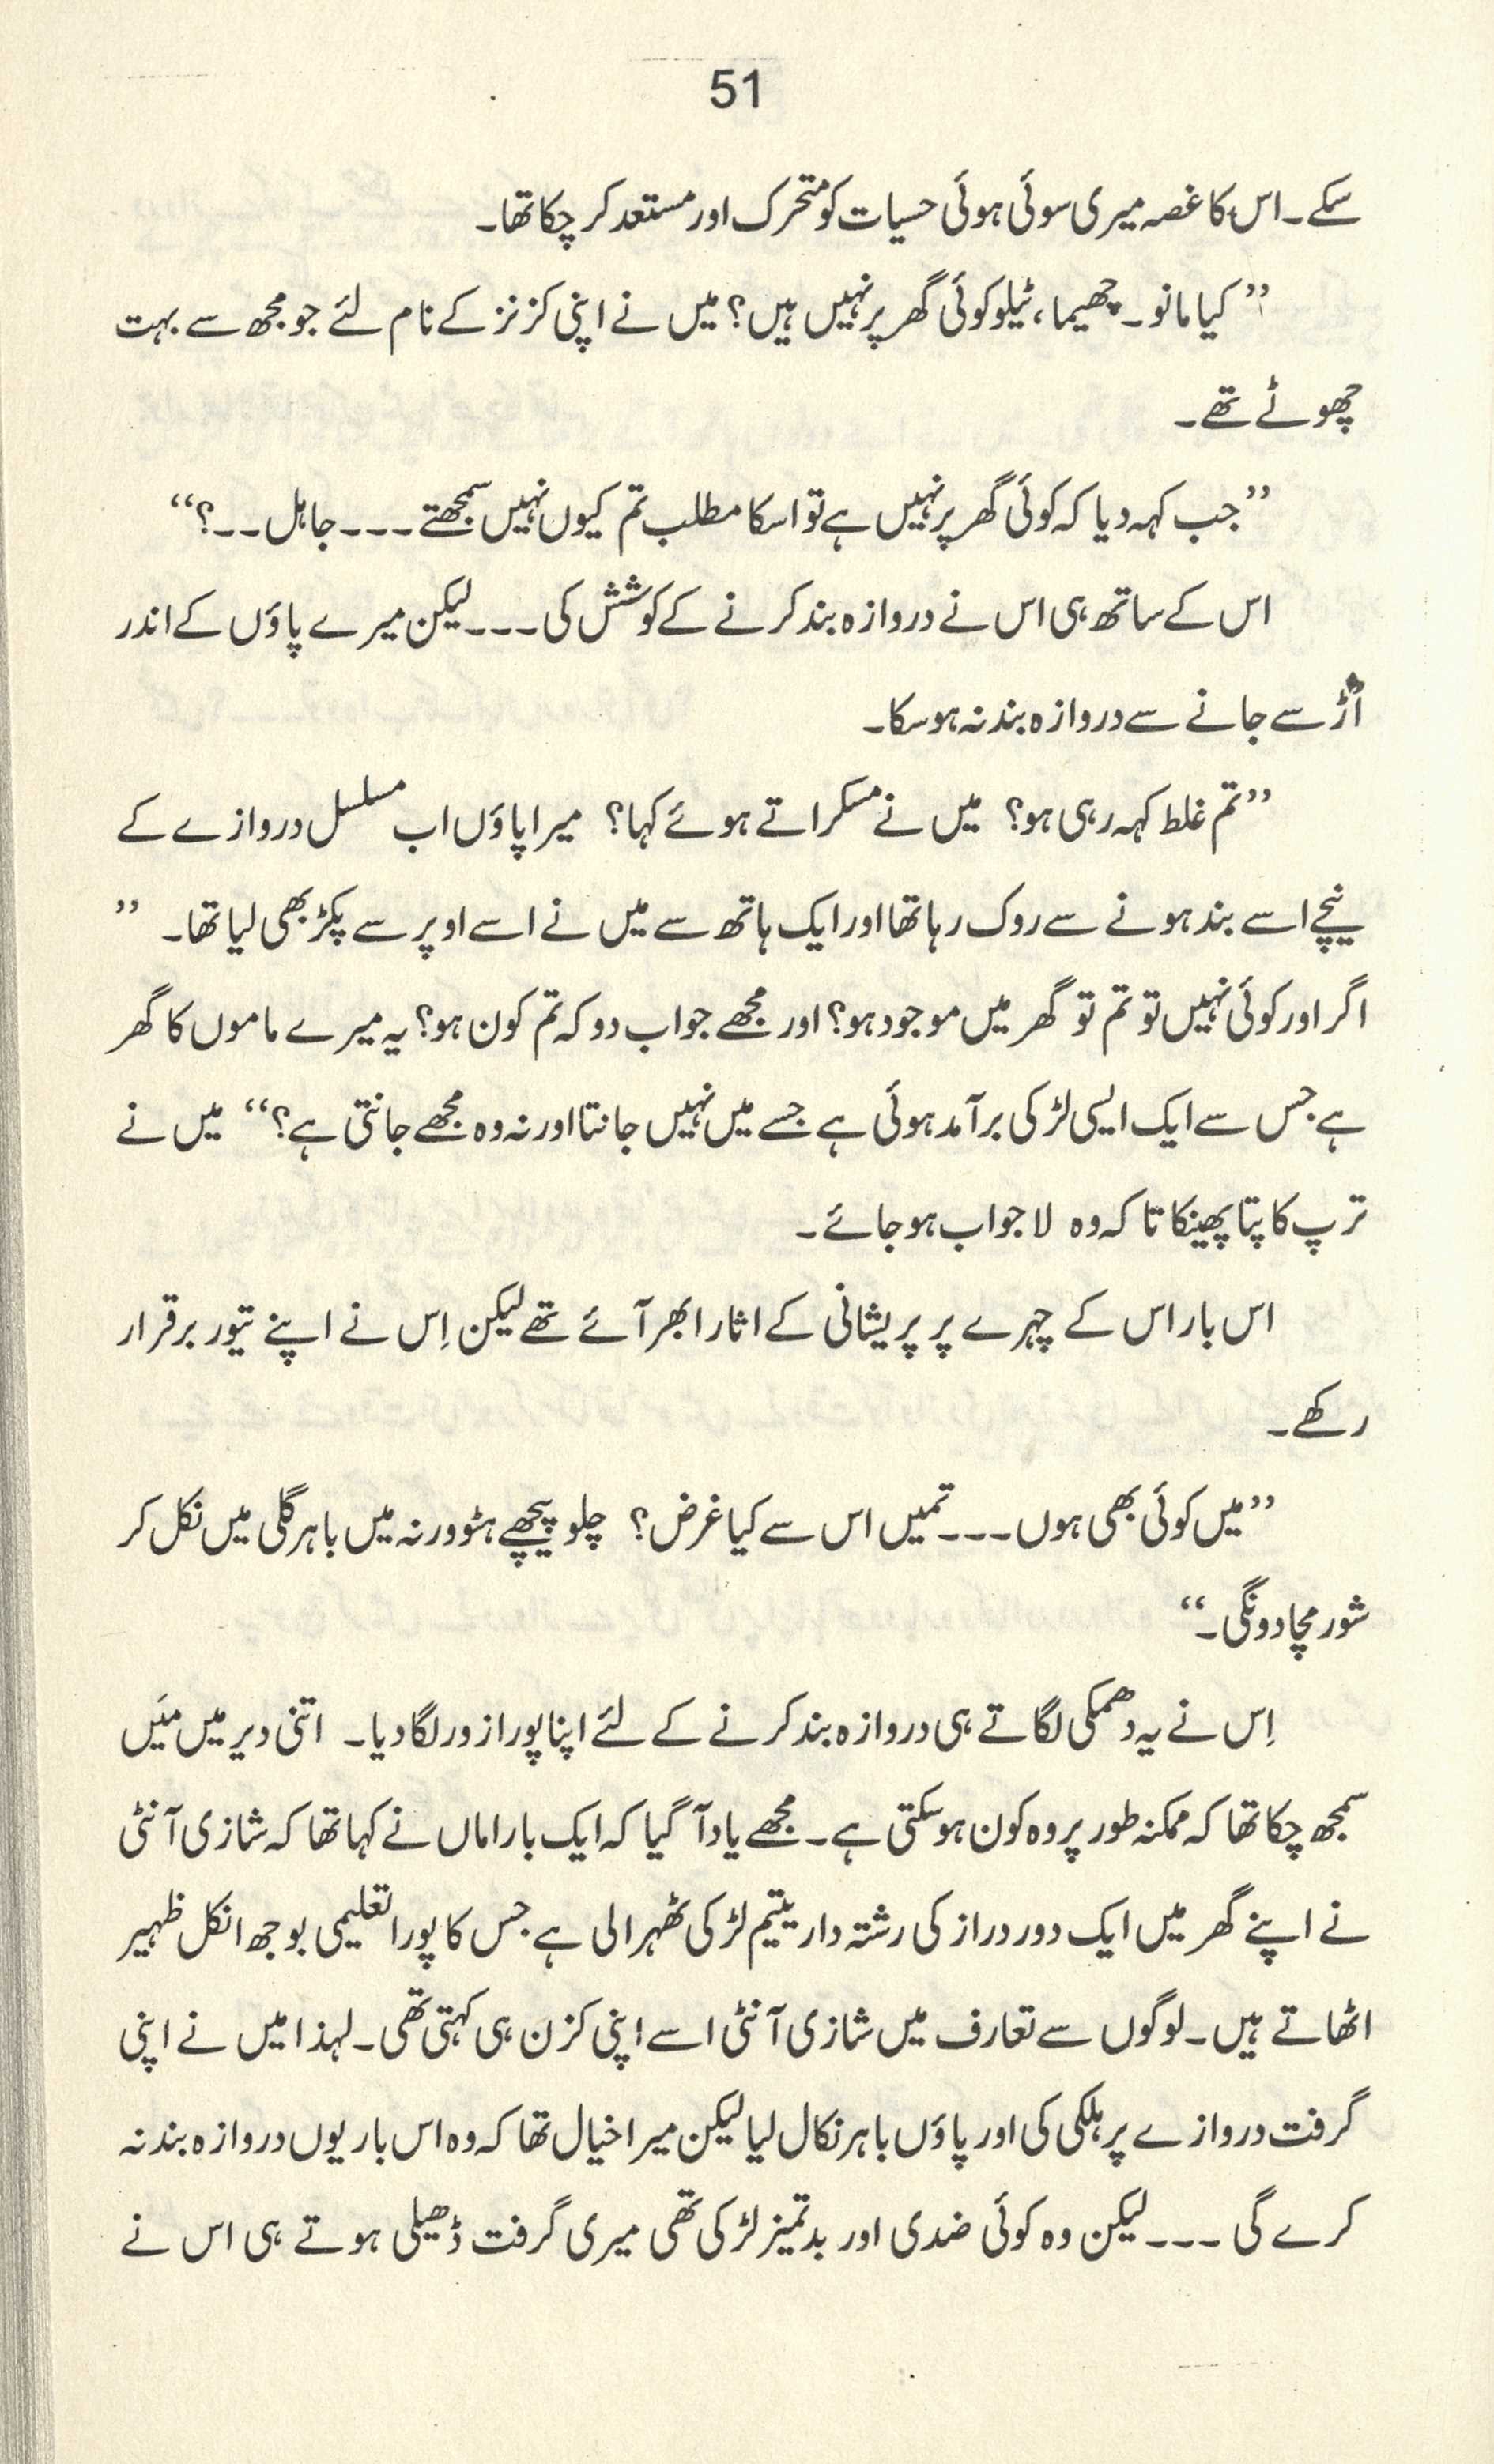 51
سکے۔ اس کا غصہ میری سوئی ہوئی حسیات کو متحرک اور مستعد کر چکا تھا۔
”کیا مانو۔ چھیما، ٹیلو کوئی گھر پر نہیں ہیں؟ میں نے اپنی کزنز کے نام لئے جو مجھ سے بہت
چھوٹے تھے۔
”جب کہہ دیا کہ کوئی گھر پر نہیں ہے تو اسکا مطلب تم کیوں نہیں سمجھتے۔۔۔ جاہل۔۔؟“
اس کے ساتھ ہی اس نے دروازہ بند کرنے کے کوشش کی۔۔۔ لیکن میرے پاؤں کے اندر
اڑسے جانے سے دروازہ بند نہ ہو سکا۔
”تم غلط کہہ رہی ہو؟ میں نے مسکراتے ہوئے کہا؟ میرا پاؤں اب مسلسل دروازے کے
نیچے اسے بند ہونے سے روک رہا تھا اور ایک ہاتھ سے میں نے اسے اوپر سے پکڑ بھی لیا تھا۔ ”
اگر اور کوئی نہیں تو تم تو گھر میں موجود ہو؟ اور مجھے جواب دو کہ تم کون ہو؟ یہ میرے ماموں کا گھر
ہے جس سے ایک ایسی لڑکی برآمد ہوئی ہے جسے میں نہیں جانتا اور نہ وہ مجھے جانتی ہے؟“ میں نے
ترپ کا پتا پھینکا تا کہ وہ لاجواب ہو جائے۔
اس بار اس کے چہرے پر پریشانی کے اثار ابھر آئے تھے لیکن اِس نے اپنے تیور برقرار
رکھے۔
”میں کوئی بھی ہوں۔۔۔ تمیں اس سے کیا غرض؟ چلو پیچھے ہٹو ورنہ میں باہر گلی میں نکل کر
شور مچا دونگی۔“
اِس نے یہ دھمکی لگاتے ہی دروازہ بند کرنے کے لئے اپنا پورا زور لگا دیا۔ اتنی دیر میں مَیں
سمجھ چکا تھا کہ ممکنہ طور پر وہ کون ہو سکتی ہے۔ مجھے یاد آ گیا کہ ایک بار اماں نے کہا تھا کہ شازی آنٹی
نے اپنے گھر میں ایک دور دراز کی رشتہ دار یتیم لڑکی ٹھہرالی ہے جس کا پورا تعلیمی بوجھ انکل ظہیر
اٹھاتے ہیں۔ لوگوں سے تعارف میں شازی آنٹی اسے اپنی کزن ہی کہتی تھی۔ لہذا میں نے اپنی
گرفت دروازے پر ہلکی کی اور پاؤں باہر نکال لیا لیکن میرا خیال تھا کہ وہ اس بار یوں دروازہ بند نہ
کرے گی ۔۔۔ لیکن وہ کوئی ضدی اور بدتمیز لڑکی تھی میری گرفت ڈھیلی ہوتے ہی اس نے